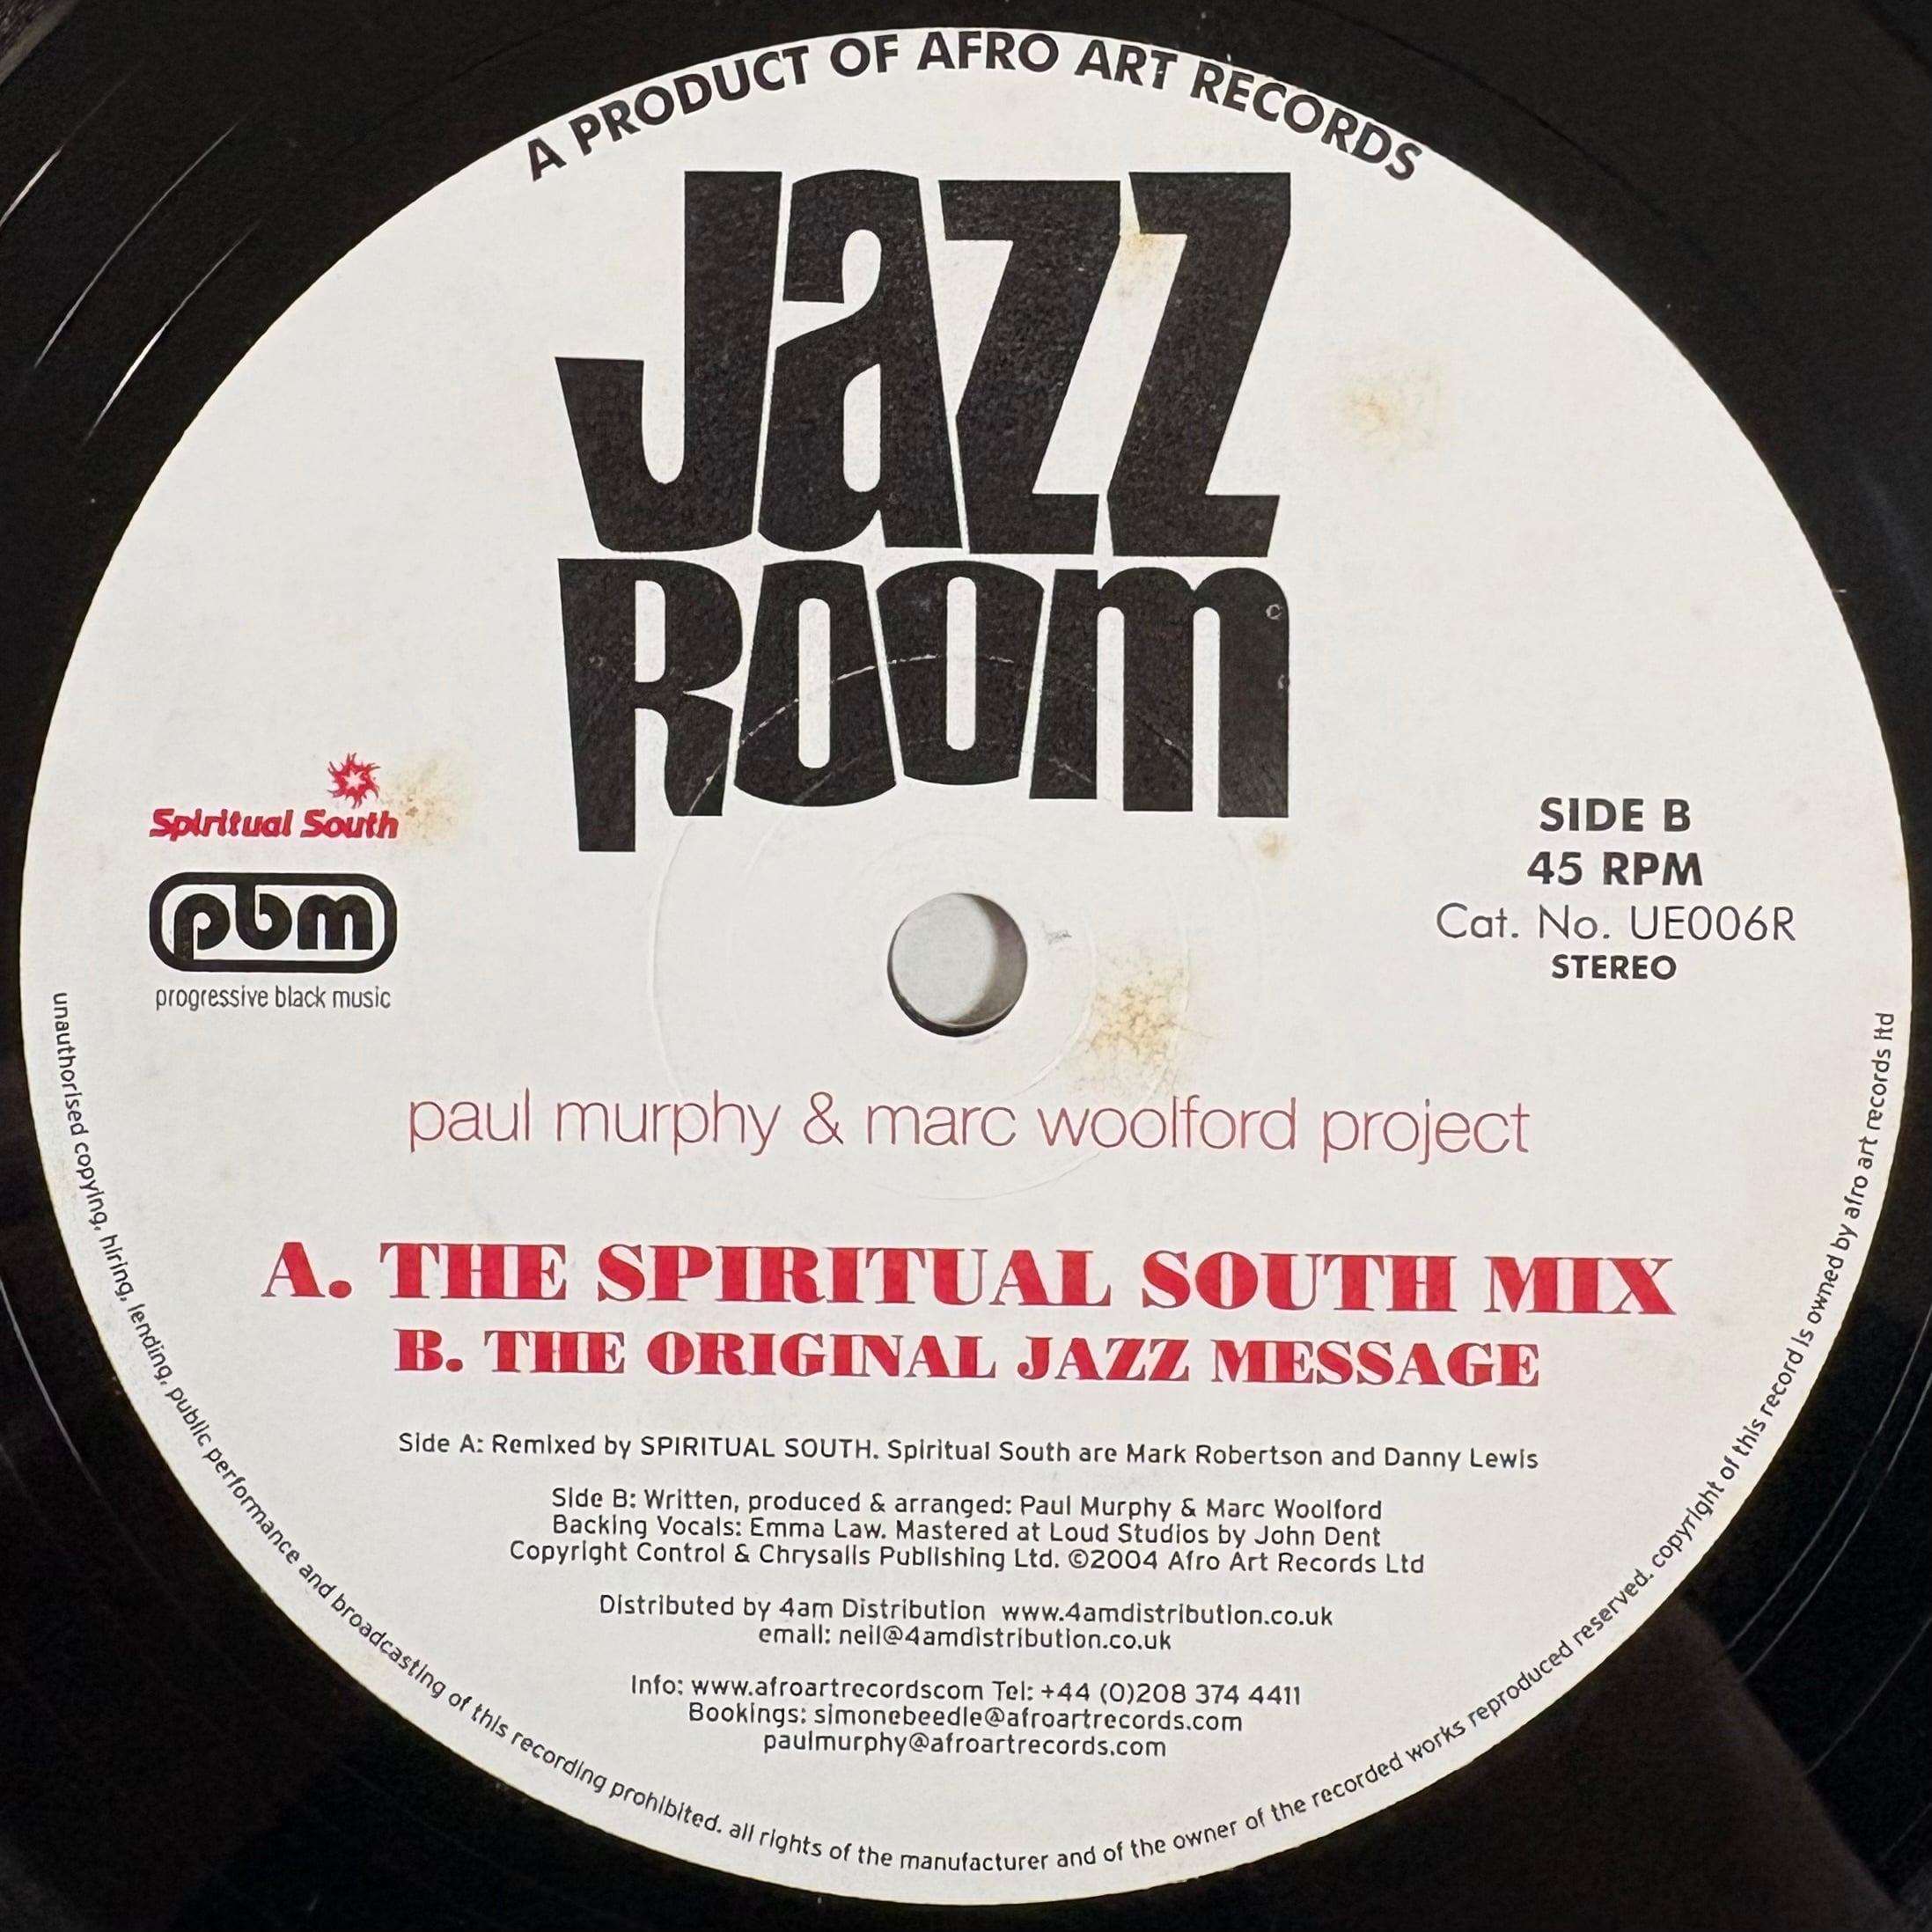 A PRODUCT OF AFRO ART RECORDS
JaZZ
ROOm
Spiritual South
pbm
progressive black music
SIDE B
45 RPM
Cat. No. UE006R
STEREO
paul murphy & marc woolford project
A. THE SPIRITUAL SOUTH MIX
B. THE ORIGINAL JAZZ MESSAGE
Side A: Remixed by SPIRITUAL SOUTH. Spiritual South are Mark Robertson and Danny Lewis
Side B: Written, produced & arranged: Paul Murphy & Marc Woolford
Backing Vocals: Emma Law. Mastered at Loud Studios by John Dent
Copyright Control & Chrysalis Publishing Ltd. ©2004 Afro Art Records Ltd
Distributed by 4am Distribution www.4amdistribution.co.uk
email: neil@4amdistribution.co.uk
Info: www.afroartrecordscom Tel: +44 (0)208 374 4411
Bookings: simonebeedle@afroartrecords.com
paulmurphy@afroartrecords.com
unauthorised copying, hiring, lending, public performance and broadcasting of this recording prohibited. all rights of the manufacturer and of the owner of the recorded works reproduced reserved. copyright of this record is owned by afro art records ltd